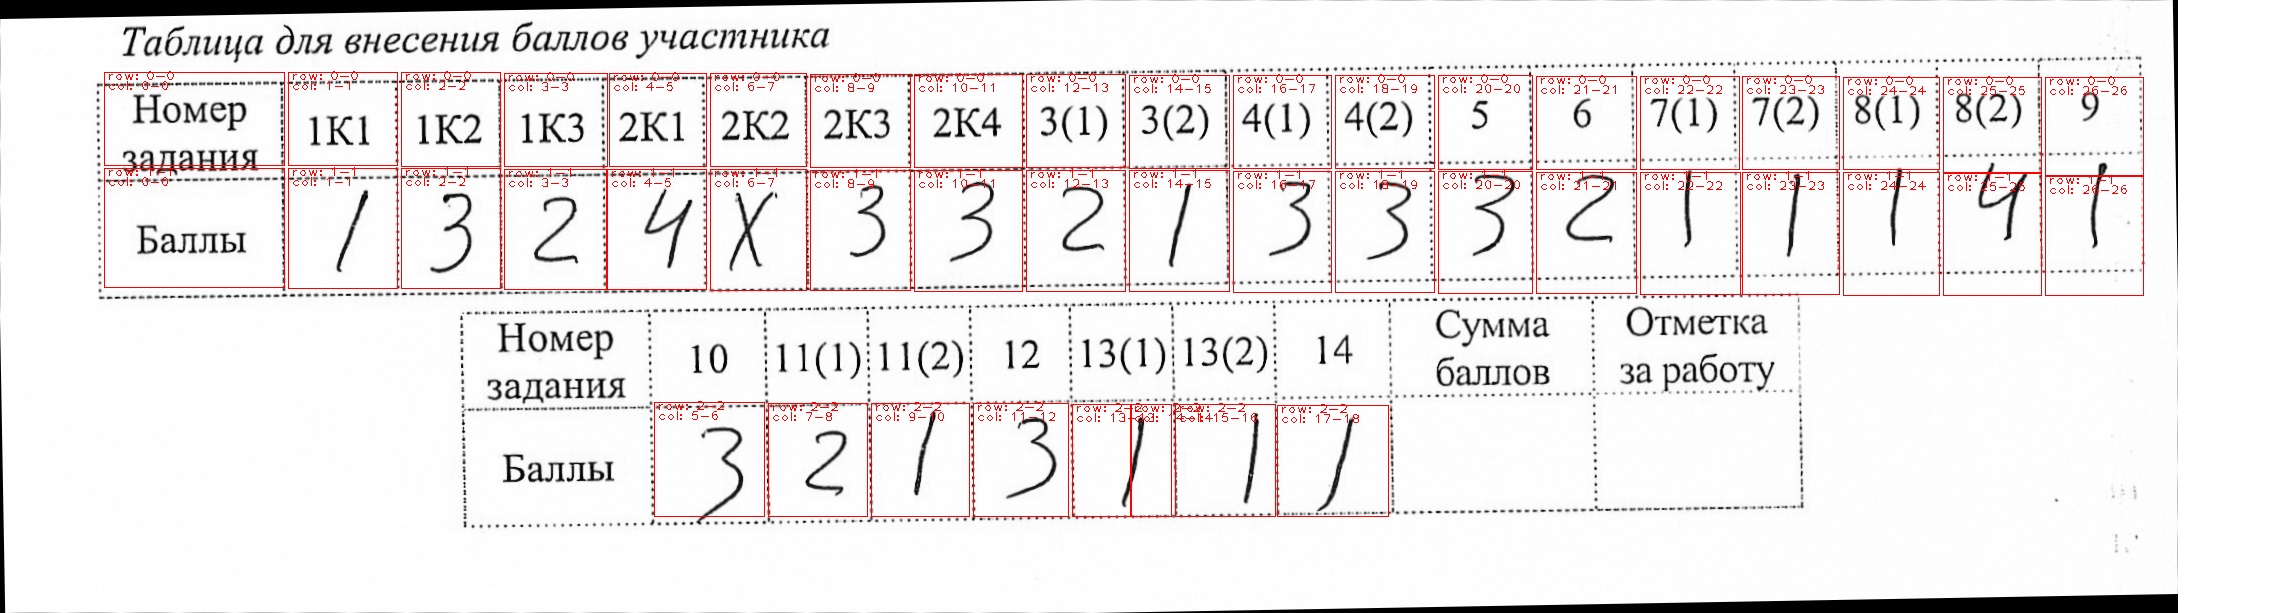 Таблица для внесения баллов участника
Номер задания 1К1 1К2 1К3 2К1 2К2 2К3 2К4 3(1) 3(2) 4(1) 4(2) 5 6 7(1) 7(2) 8(1) 8(2) 9
Баллы 1 3 2 4 X 3 3 2 1 3 3 3 2 1 1 1 4 1
Номер задания 10 11(1) 11(2) 12 13(1) 13(2) 14 Сумма баллов Отметка за работу
Баллы 3 2 1 3 1 1 1